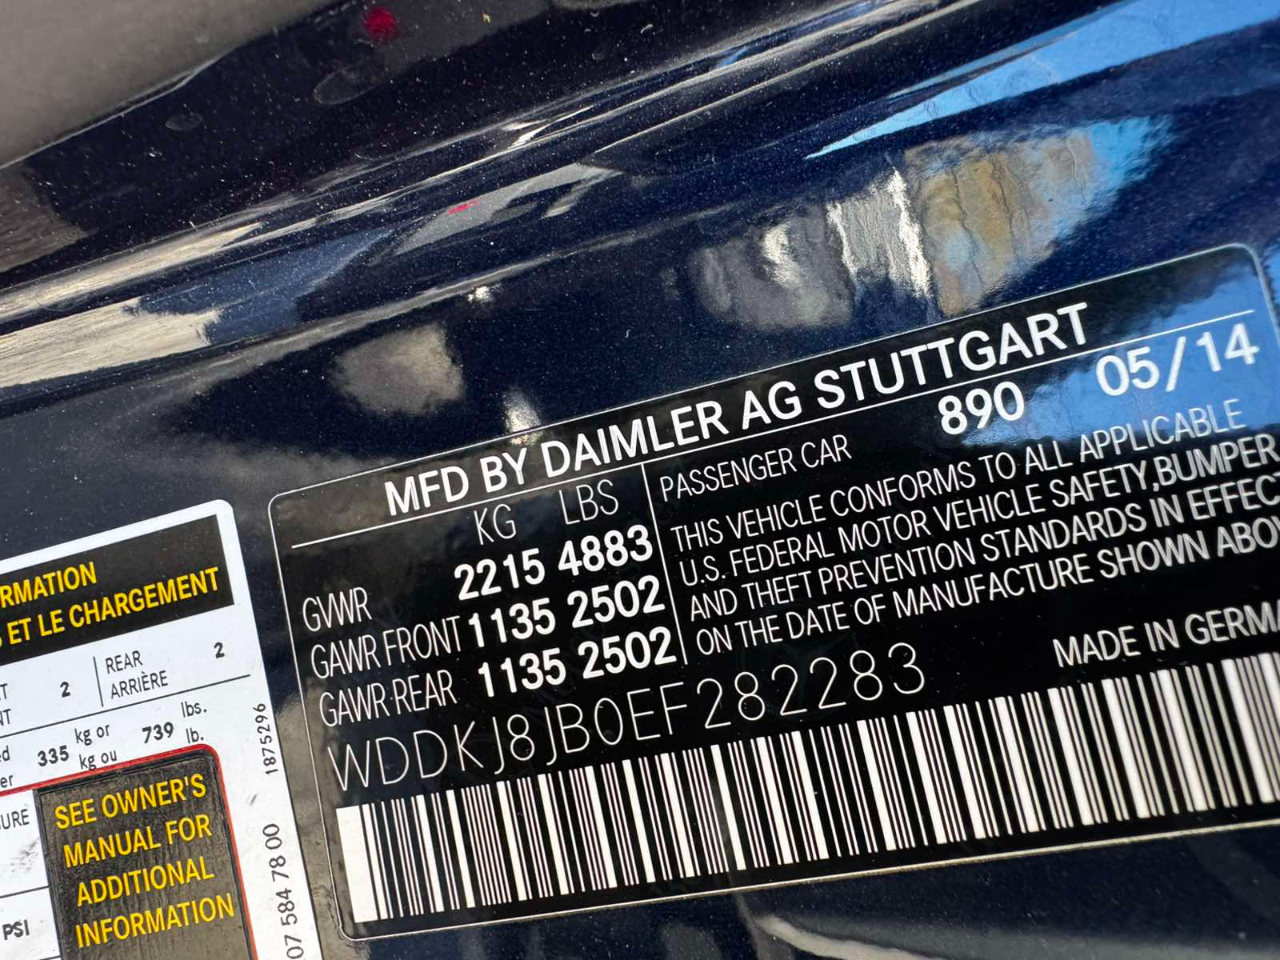 MFD BY DAIMLER AG STUTTGART
KG LBS
GVWR 2215 4883
GAWR FRONT 1135 2502
GAWR REAR 1135 2502
PASSENGER CAR 890 05/14
THIS VEHICLE CONFORMS TO ALL APPLICABLE
U.S. FEDERAL MOTOR VEHICLE SAFETY,BUMPER
AND THEFT PREVENTION STANDARDS IN EFFEC
ON THE DATE OF MANUFACTURE SHOWN ABO
WDDKJ8JB0EF282283
MADE IN GERMA
RMATION
ET LE CHARGEMENT
2
REAR
ARRIÈRE
2
335 kg or
kg ou
739 lbs.
lb.
URE
PSI
SEE OWNER'S
MANUAL FOR
ADDITIONAL
INFORMATION
1875296
07 584 78 00